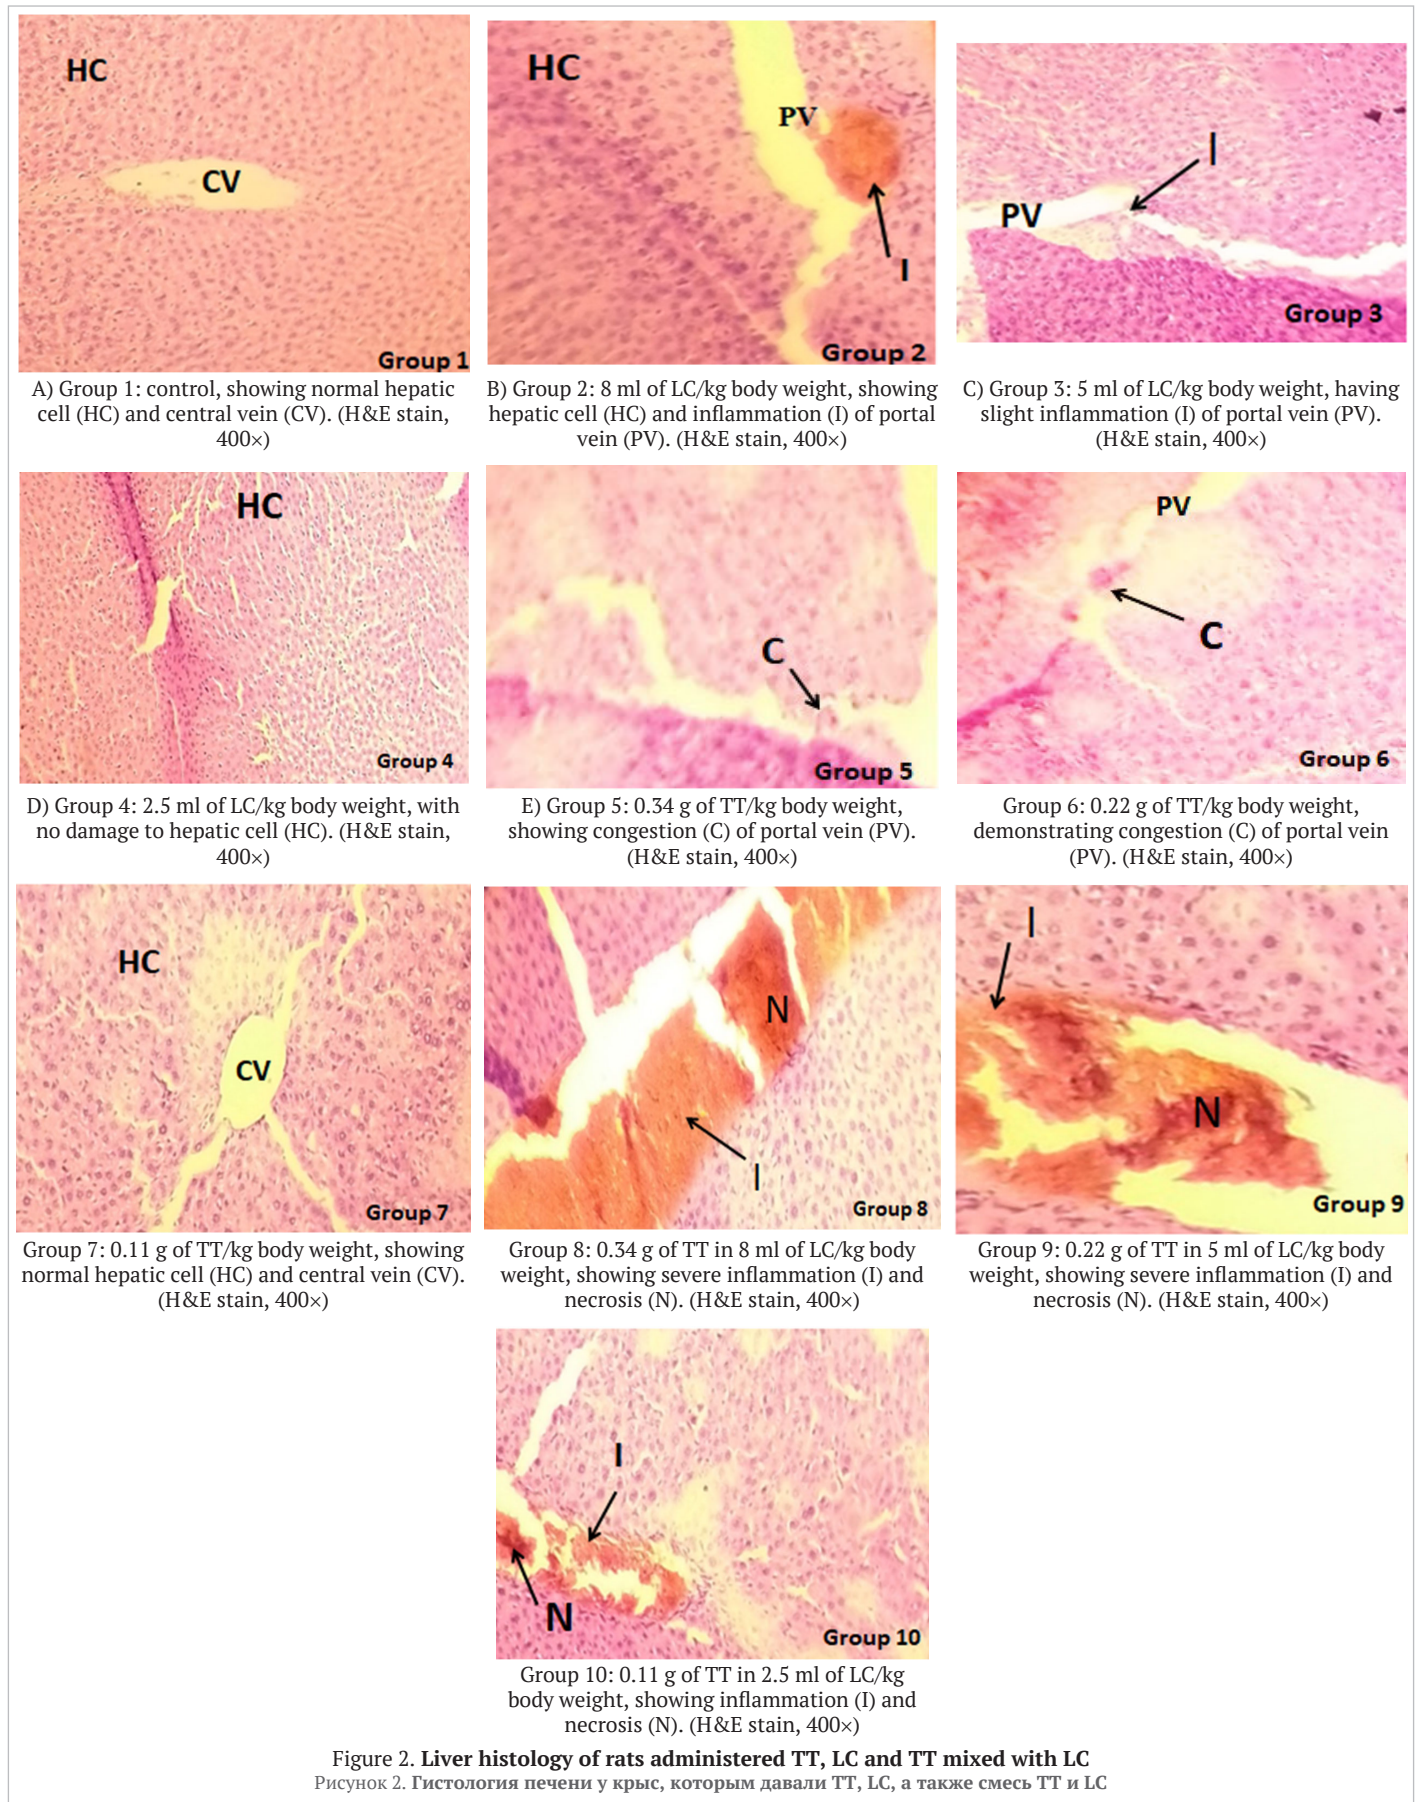 HC
CV
Group 1
HC
PV
I
Group 2
PV
I
Group 3
A) Group 1: control, showing normal hepatic
cell (HC) and central vein (CV). (H&E stain,
400×)
B) Group 2: 8 ml of LC/kg body weight, showing
hepatic cell (HC) and inflammation (I) of portal
vein (PV). (H&E stain, 400×)
C) Group 3: 5 ml of LC/kg body weight, having
slight inflammation (I) of portal vein (PV).
(H&E stain, 400×)
HC
Group 4
C
Group 5
PV
C
Group 6
D) Group 4: 2.5 ml of LC/kg body weight, with
no damage to hepatic cell (HC). (H&E stain,
400×)
E) Group 5: 0.34 g of TT/kg body weight,
showing congestion (C) of portal vein (PV).
(H&E stain, 400×)
Group 6: 0.22 g of TT/kg body weight,
demonstrating congestion (C) of portal vein
(PV). (H&E stain, 400×)
HC
CV
Group 7
N
I
Group 8
I
N
Group 9
Group 7: 0.11 g of TT/kg body weight, showing
normal hepatic cell (HC) and central vein (CV).
(H&E stain, 400×)
Group 8: 0.34 g of TT in 8 ml of LC/kg body
weight, showing severe inflammation (I) and
necrosis (N). (H&E stain, 400×)
Group 9: 0.22 g of TT in 5 ml of LC/kg body
weight, showing severe inflammation (I) and
necrosis (N). (H&E stain, 400×)
I
N
Group 10
Group 10: 0.11 g of TT in 2.5 ml of LC/kg
body weight, showing inflammation (I) and
necrosis (N). (H&E stain, 400×)
Figure 2. Liver histology of rats administered TT, LC and TT mixed with LC
Рисунок 2. Гистология печени у крыс, которым давали TT, LC, а также смесь TT и LC